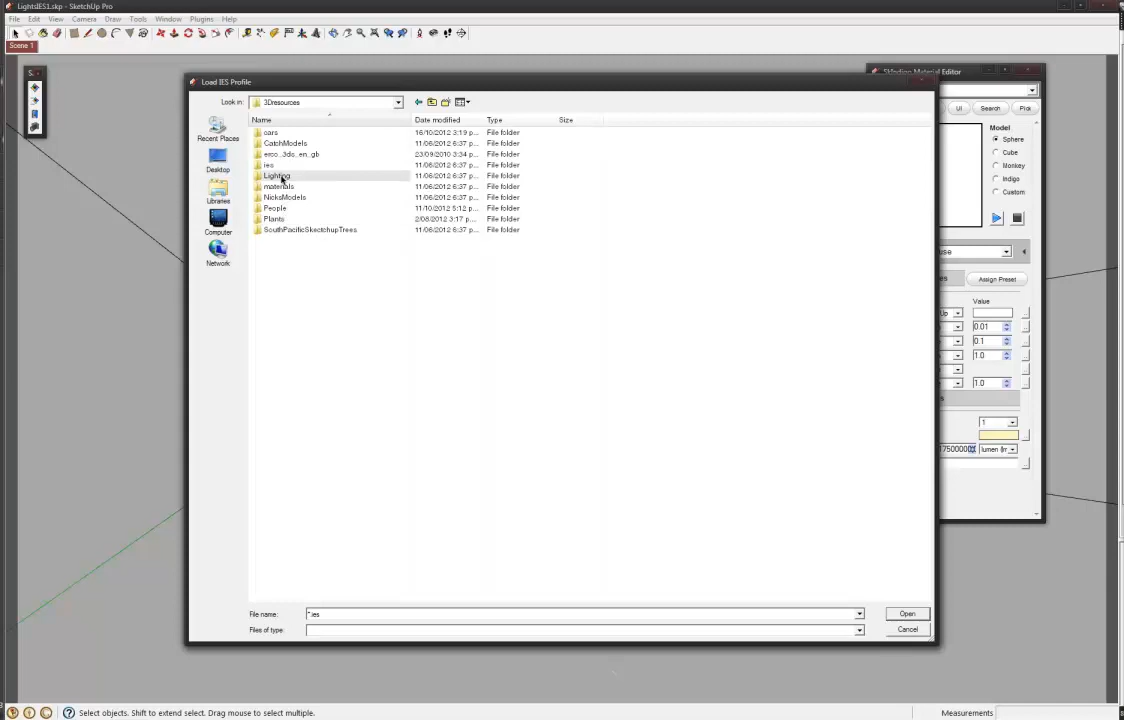 LightsIES1.skp - SketchUp Pro
File Edit View Camera Draw Tools Window Plugins Help
Scene 1
S..
Load IES Profile
Look in: 3Dresources
Name Date modified Type Size
cars 16/10/2012 3:19 p... File folder
CatchModels 11/06/2012 6:37 p... File folder
erco_3ds_en_gb 23/09/2010 3:34 p... File folder
ies 11/06/2012 6:37 p... File folder
Lighting 11/06/2012 6:37 p... File folder
materials 11/06/2012 6:37 p... File folder
NicksModels 11/06/2012 6:37 p... File folder
People 11/10/2012 5:12 p... File folder
Plants 2/08/2012 3:17 p... File folder
SouthPacificSkectchupTrees 11/06/2012 6:37 p... File folder
Recent Places
Desktop
Libraries
Computer
Network
File name: *.ies
Open
Files of type:
Cancel
Material Editor
UI Search Pick
Model
Sphere
Cube
Monkey
Indigo
Custom
use
es Assign Preset
Value
Up
0.01
0.1
1.0
1.0
s
1
lumen
Select objects. Shift to extend select. Drag mouse to select multiple.
Measurements